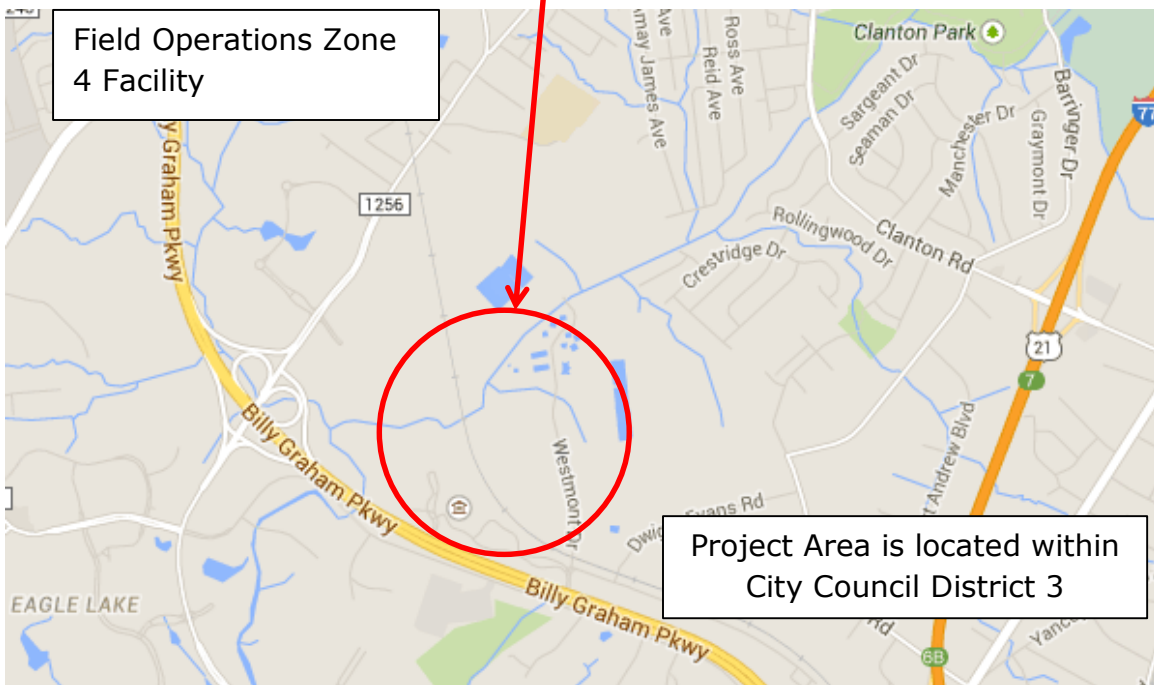 Field Operations Zone
4 Facility
Clanton Park
Ross Ave
Reid Ave
Amay James Ave
Sargeant Dr
Seaman Dr
Manchester Dr
Graymont Dr
Barringer Dr
77
Graham Pkwy
1256
Rollingwood Dr
Clanton Rd
Crestridge Dr
21
7
Billy Graham Pkwy
Westmont Dr
Andrew Blvd
Evans Rd
Project Area is located within
City Council District 3
EAGLE LAKE
Billy Graham Pkwy
Rd
6B